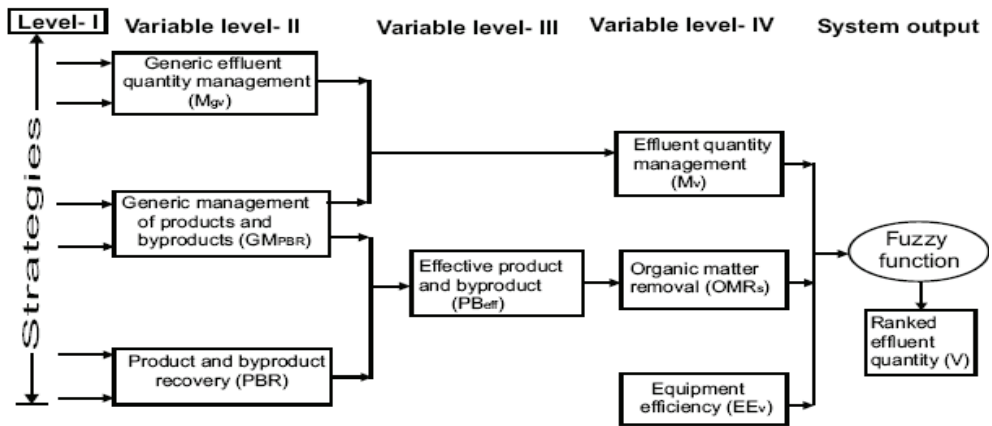 Level- I
Variable level- II
Variable level- III
Variable level- IV
System output
Strategies
Generic effluent
quantity management
(Mgv)
Generic management
of products and
byproducts (GMPBR)
Product and byproduct
recovery (PBR)
Effective product
and byproduct
(PBeff)
Effluent quantity
management
(Mv)
Organic matter
removal (OMRs)
Equipment
efficiency (EEv)
Fuzzy
function
Ranked
effluent
quantity (V)